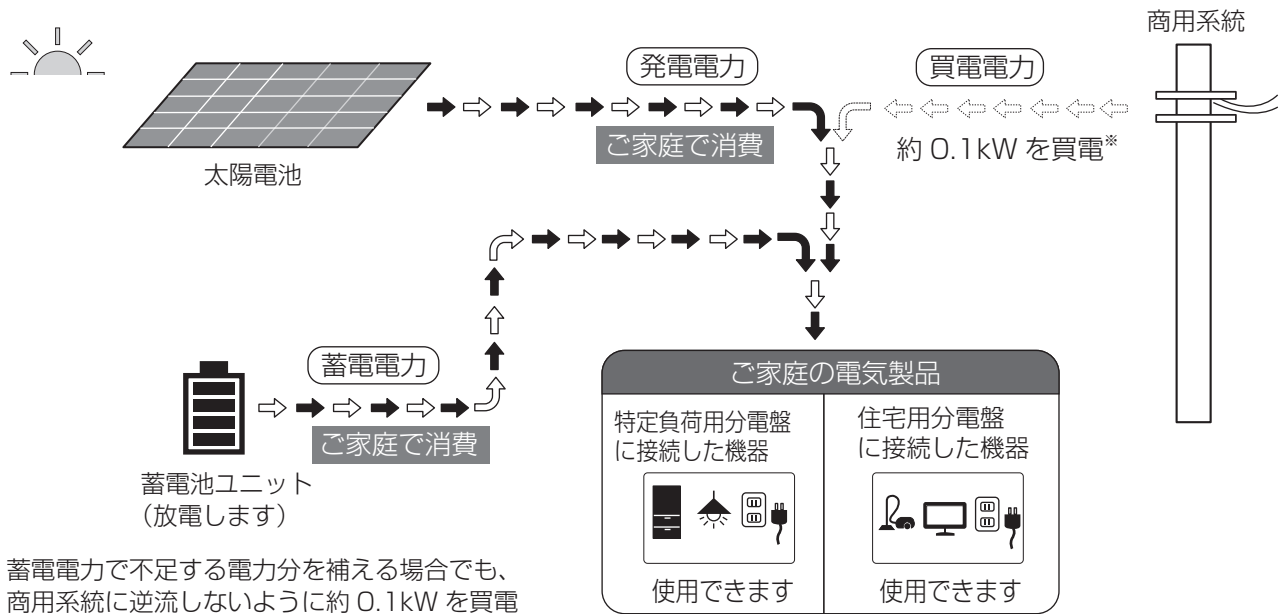 商用系統
発電電力
買電電力
ご家庭で消費
約 0.1kW を買電※
太陽電池
蓄電電力
ご家庭で消費
蓄電池ユニット
（放電します）
ご家庭の電気製品
特定負荷用分電盤
に接続した機器
使用できます
住宅用分電盤
に接続した機器
使用できます
蓄電電力で不足する電力分を補える場合でも、
商用系統に逆流しないように約 0.1kW を買電